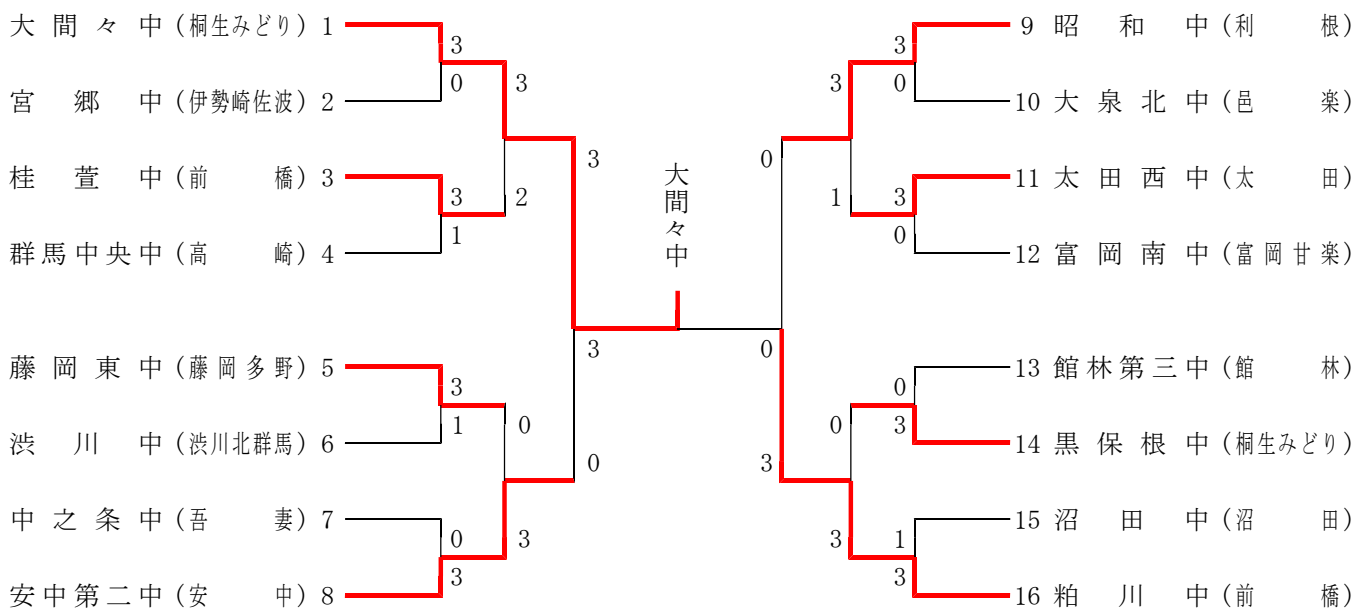 大間々中(桐生みどり) 1
3
0
宮郷中(伊勢崎佐波) 2
3
桂萱中(前橋) 3
3
1
2
群馬中央中(高崎) 4
3
藤岡東中(藤岡多野) 5
3
1
0
渋川中(渋川北群馬) 6
中之条中(吾妻) 7
0
3
3
安中第二中(安中) 8
0
3
大間々中
0
9 昭和中(利根)
3
0
10 大泉北中(邑楽)
3
11 太田西中(太田)
3
0
1
12 富岡南中(富岡甘楽)
0
13 館林第三中(館林)
0
3
0
14 黒保根中(桐生みどり)
3
15 沼田中(沼田)
1
3
3
16 粕川中(前橋)